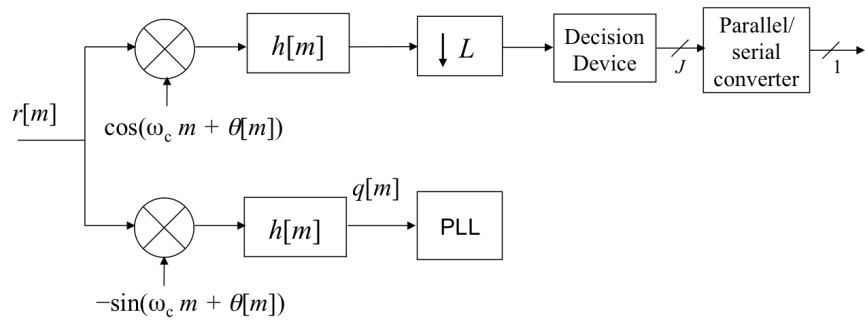 r[m]
cos(ω_c m + θ[m])
h[m]
↓ L
Decision
Device
J
Parallel/
serial
converter
1
−sin(ω_c m + θ[m])
h[m]
q[m]
PLL